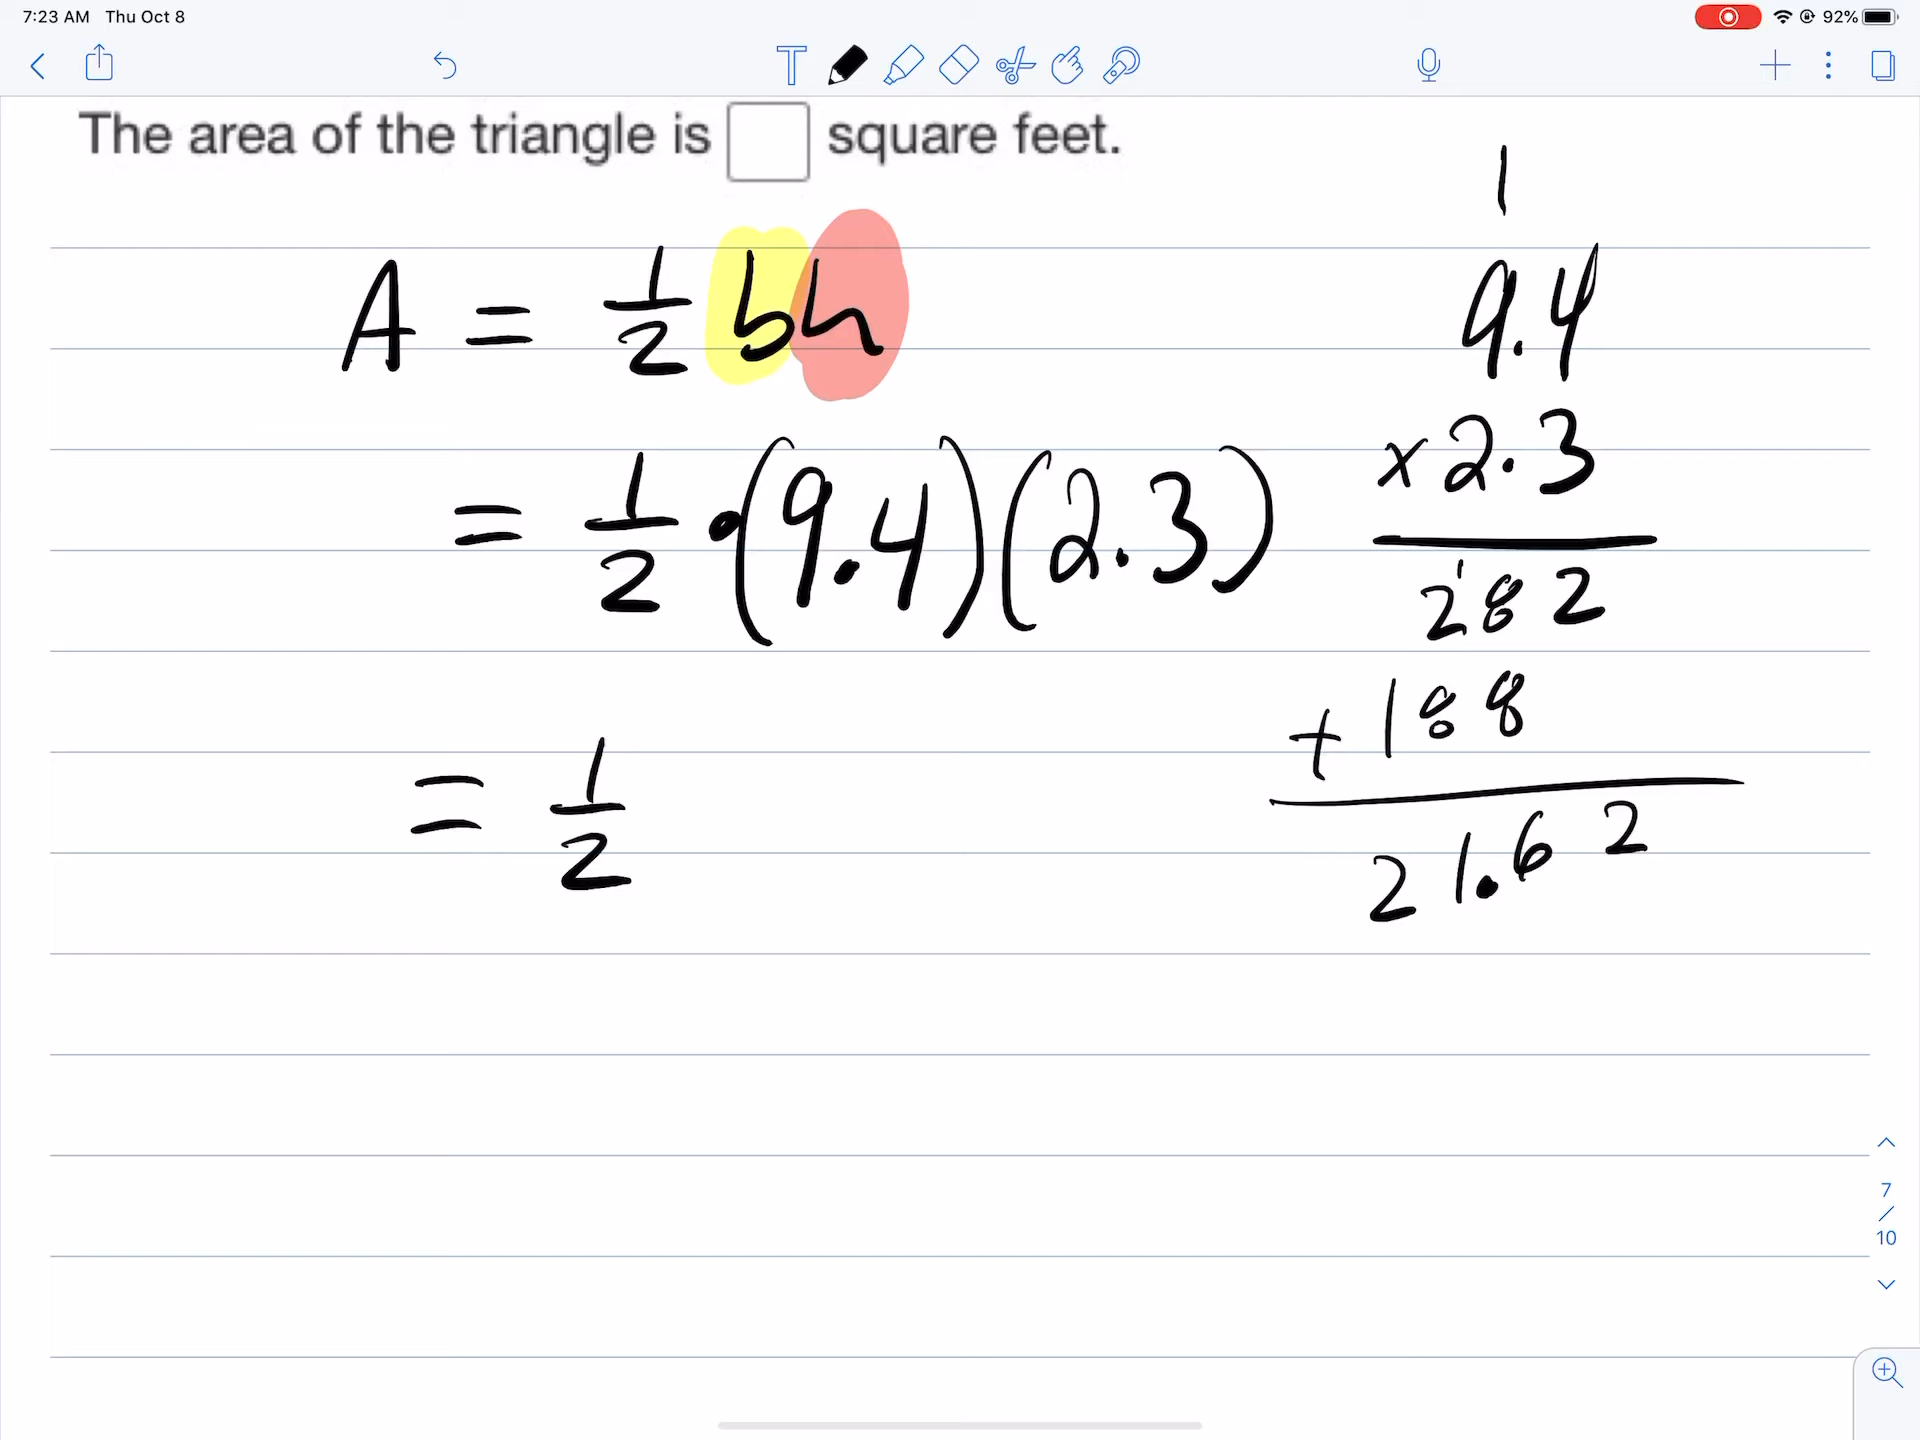 7:23 AM Thu Oct 8
92%
T
The area of the triangle is square feet.
A = 1/2 bh
= 1/2 • (9.4)(2.3)
= 1/2
1
9.4
x 2.3
1
282
+ 188
21.62
7
/
10